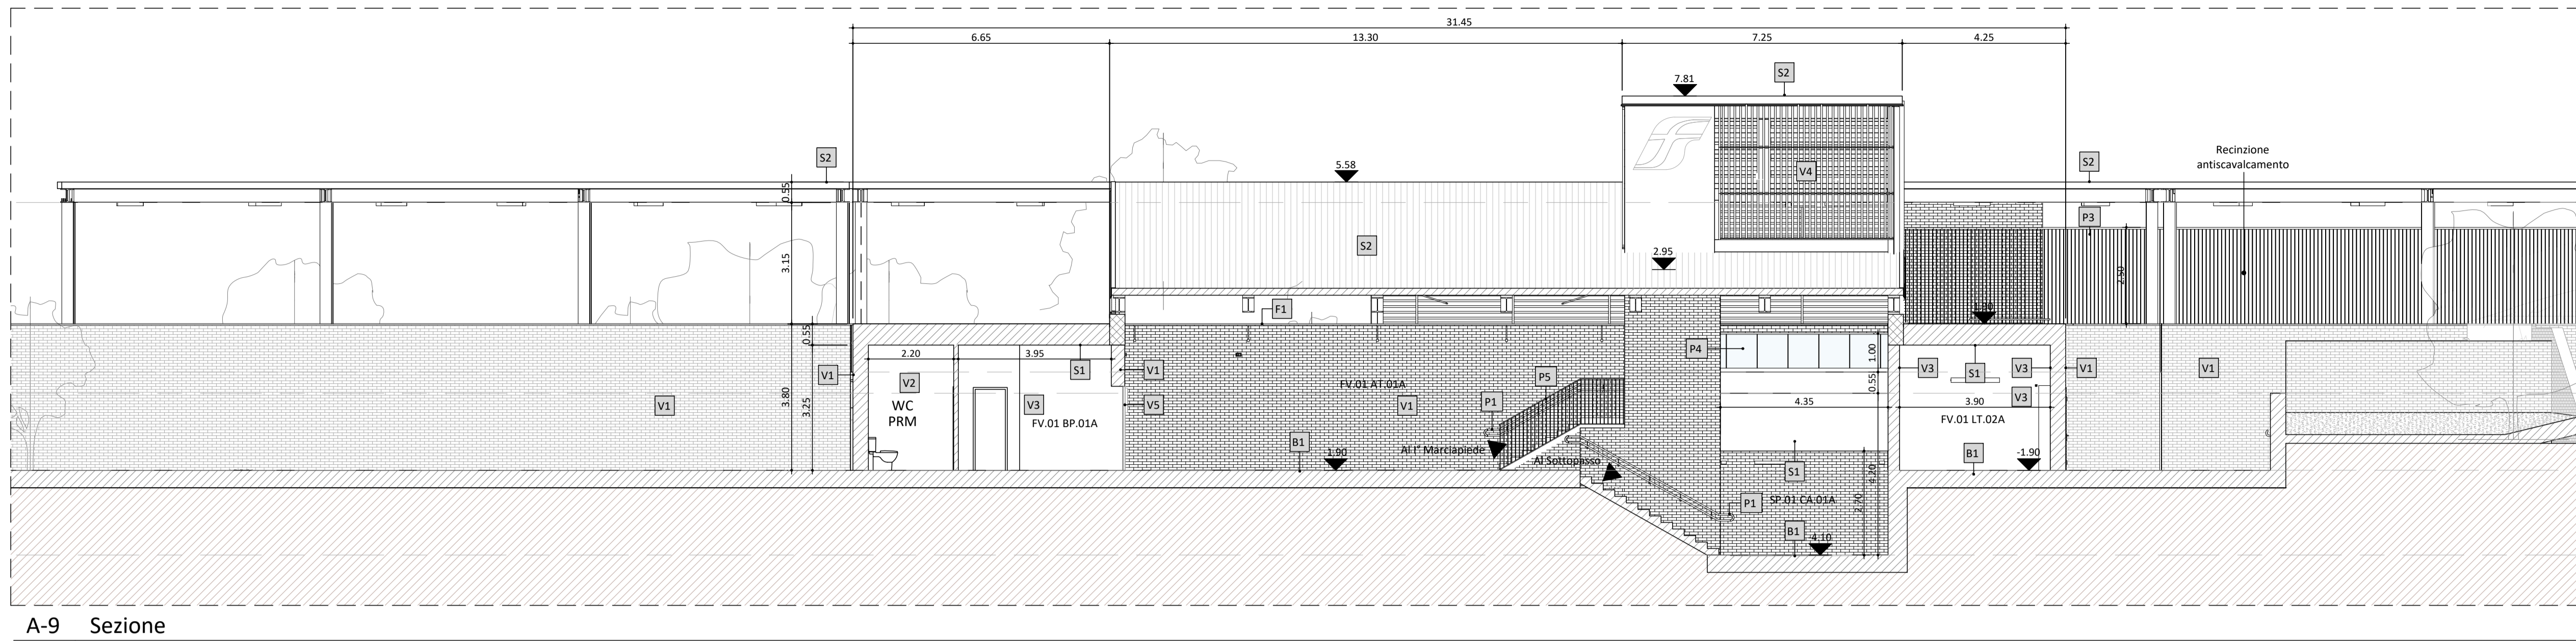 31.45
6.65
13.30
7.25
4.25
S2
7.81
Recinzione
antiscavalcamento
S2
5.58
S2
V4
0.55
P3
S2
2.95
3.15
2.50
F1
0.55
P4
1.00
2.20
3.95
S1
V1
V1
V3
S1
V3
V1
V1
V2
FV.01 AT.01A
P5
0.55
3.80
3.25
V1
WC
PRM
V3
FV.01 BP.01A
V5
V1
P1
4.35
3.90
V3
FV.01 LT.02A
B1
1.90
Al I° Marciapiede
Al Sottopasso
S1
4.20
B1
-1.90
2.70
P1
SP.01 CA.01A
B1
4.10
A-9 Sezione